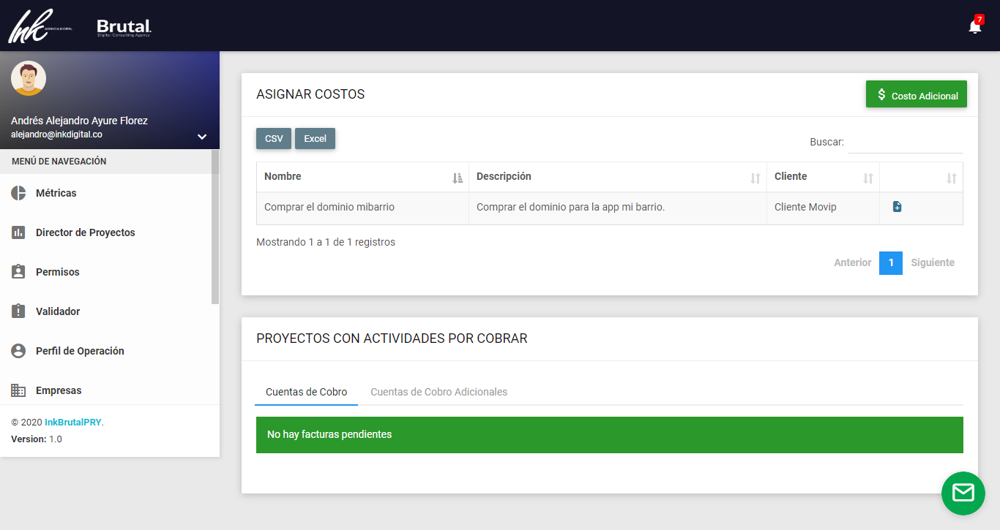 Ink AGENCIA DIGITAL
Brutal.
Digital Consulting Agency
7
Andrés Alejandro Ayure Florez
alejandro@inkdigital.co
MENÚ DE NAVEGACIÓN
Métricas
Director de Proyectos
Permisos
Validador
Perfil de Operación
Empresas
© 2020 InkBrutalPRY.
Version: 1.0
ASIGNAR COSTOS
$ Costo Adicional
CSV Excel
Buscar:
Nombre Descripción Cliente
Comprar el dominio mibarrio Comprar el dominio para la app mi barrio. Cliente Movip
Mostrando 1 a 1 de 1 registros
Anterior 1 Siguiente
PROYECTOS CON ACTIVIDADES POR COBRAR
Cuentas de Cobro Cuentas de Cobro Adicionales
No hay facturas pendientes